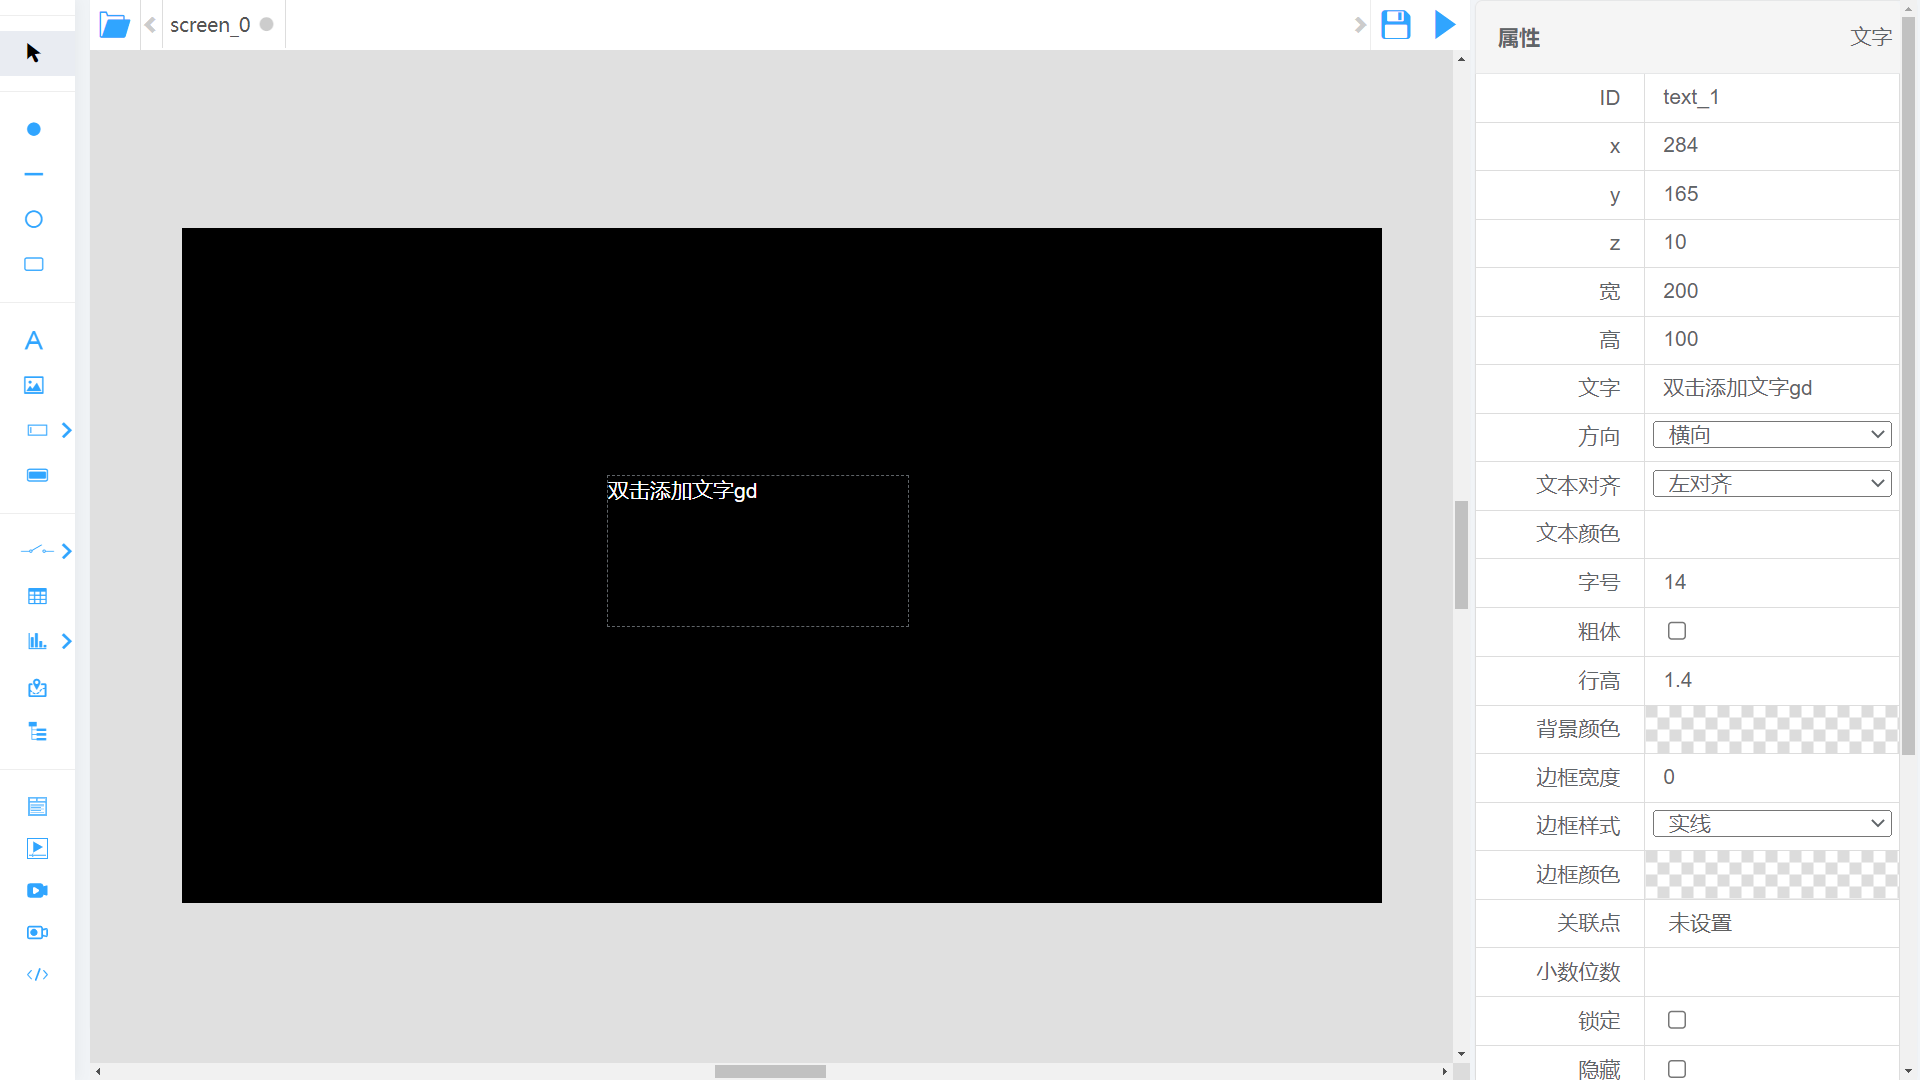 screen_0
双击添加文字gd
属性 文字
ID text_1
x 284
y 165
z 10
宽 200
高 100
文字 双击添加文字gd
方向 横向
文本对齐 左对齐
文本颜色
字号 14
粗体
行高 1.4
背景颜色
边框宽度 0
边框样式 实线
边框颜色
关联点 未设置
小数位数
锁定
隐藏